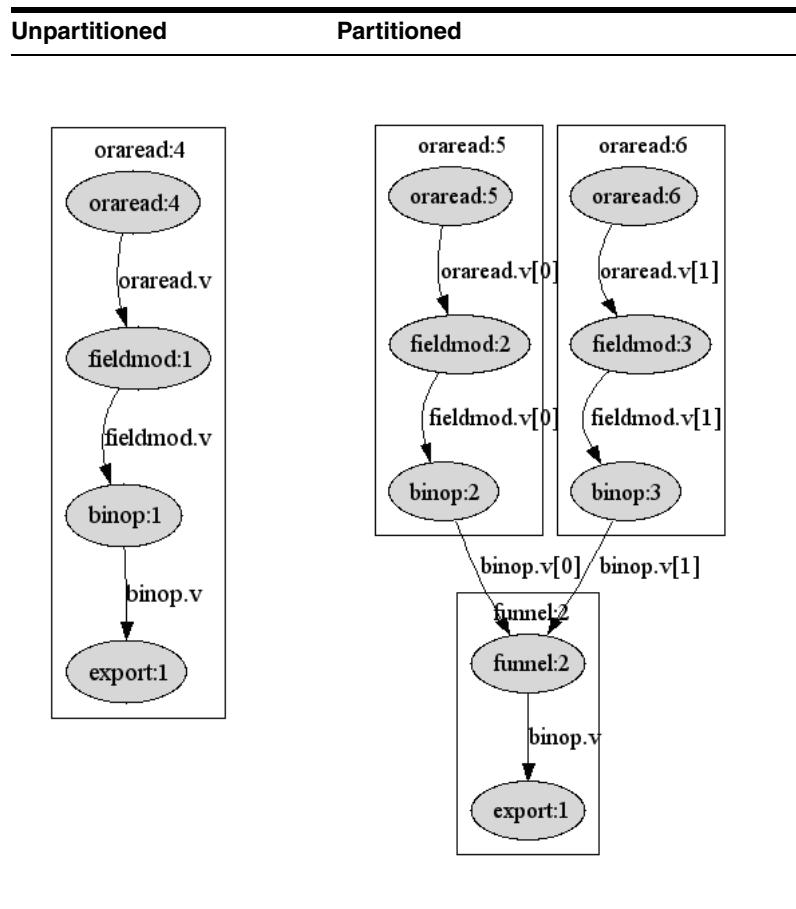 Unpartitioned Partitioned
oraread:4
oraread:4
oraread.v
fieldmod:1
fieldmod.v
binop:1
binop.v
export:1
oraread:5
oraread:5
oraread.v[0]
fieldmod:2
fieldmod.v[0]
binop:2
binop.v[0]
oraread:6
oraread:6
oraread.v[1]
fieldmod:3
fieldmod.v[1]
binop:3
binop.v[1]
funnel:2
funnel:2
binop.v
export:1